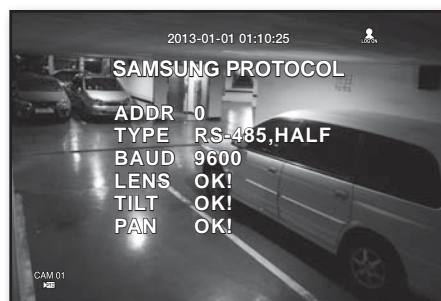 2013-01-01 01:10:25
LOG ON
SAMSUNG PROTOCOL
ADDR 0
TYPE RS-485,HALF
BAUD 9600
LENS OK!
TILT OK!
PAN OK!
CAM 01
PTZ